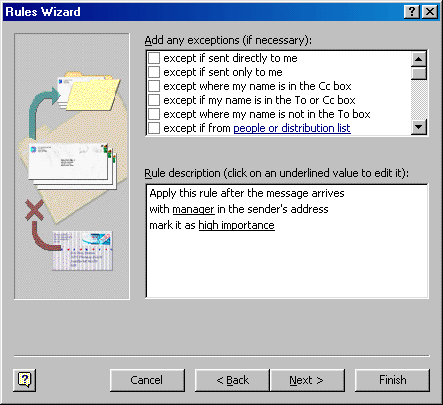 Rules Wizard
Add any exceptions (if necessary):
except if sent directly to me
except if sent only to me
except where my name is in the Cc box
except if my name is in the To or Cc box
except where my name is not in the To box
except if from people or distribution list
Rule description (click on an underlined value to edit it):
Apply this rule after the message arrives
with manager in the sender's address
mark it as high importance
Cancel
< Back
Next >
Finish